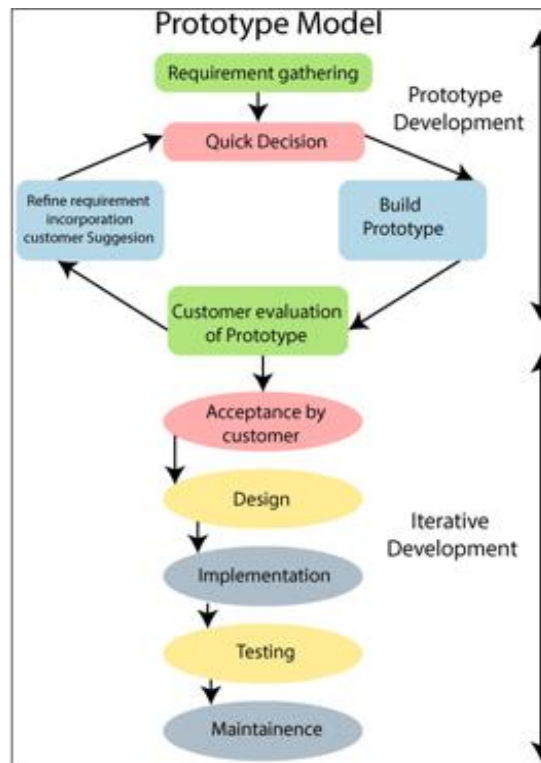 Prototype Model
Requirement gathering
Prototype
Development
Quick Decision
Refine requirement
incorporation
customer Suggesion
Build
Prototype
Customer evaluation
of Prototype
Acceptance by
customer
Design
Iterative
Development
Implementation
Testing
Maintainence